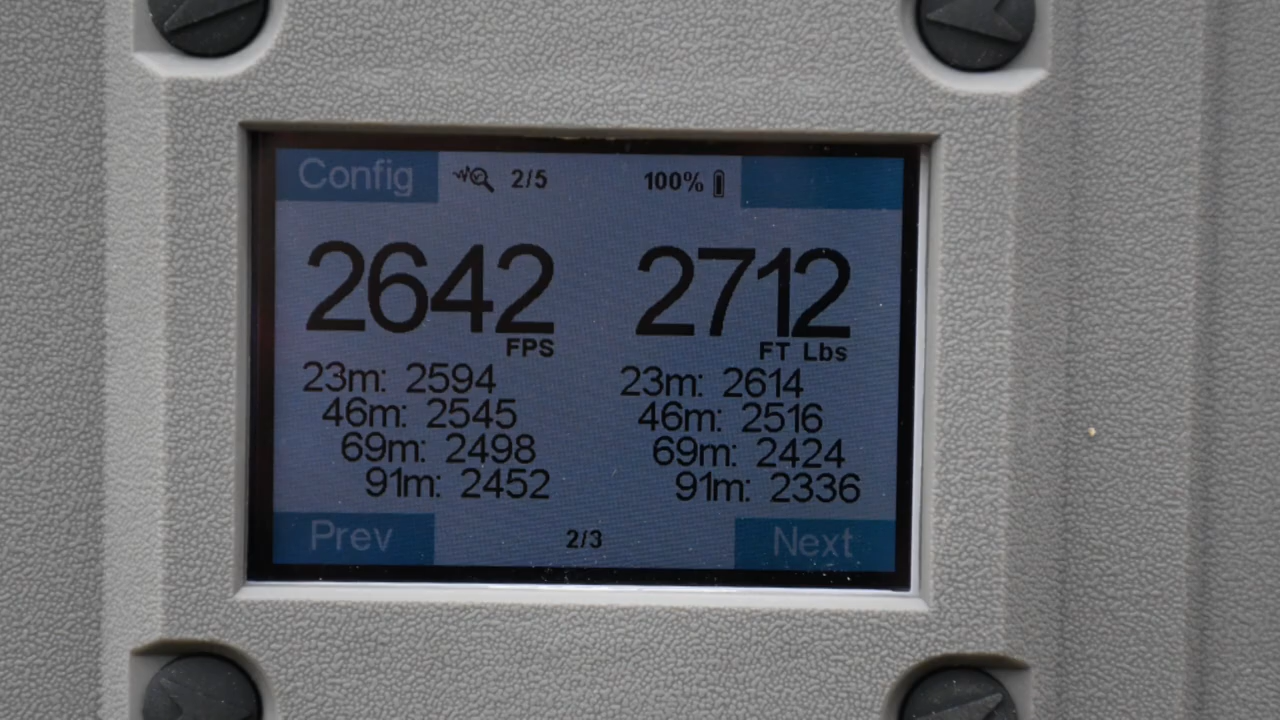 Config 2/5 100%
2642 2712
FPS FT Lbs
23m: 2594 23m: 2614
46m: 2545 46m: 2516
69m: 2498 69m: 2424
91m: 2452 91m: 2336
Prev 2/3 Next